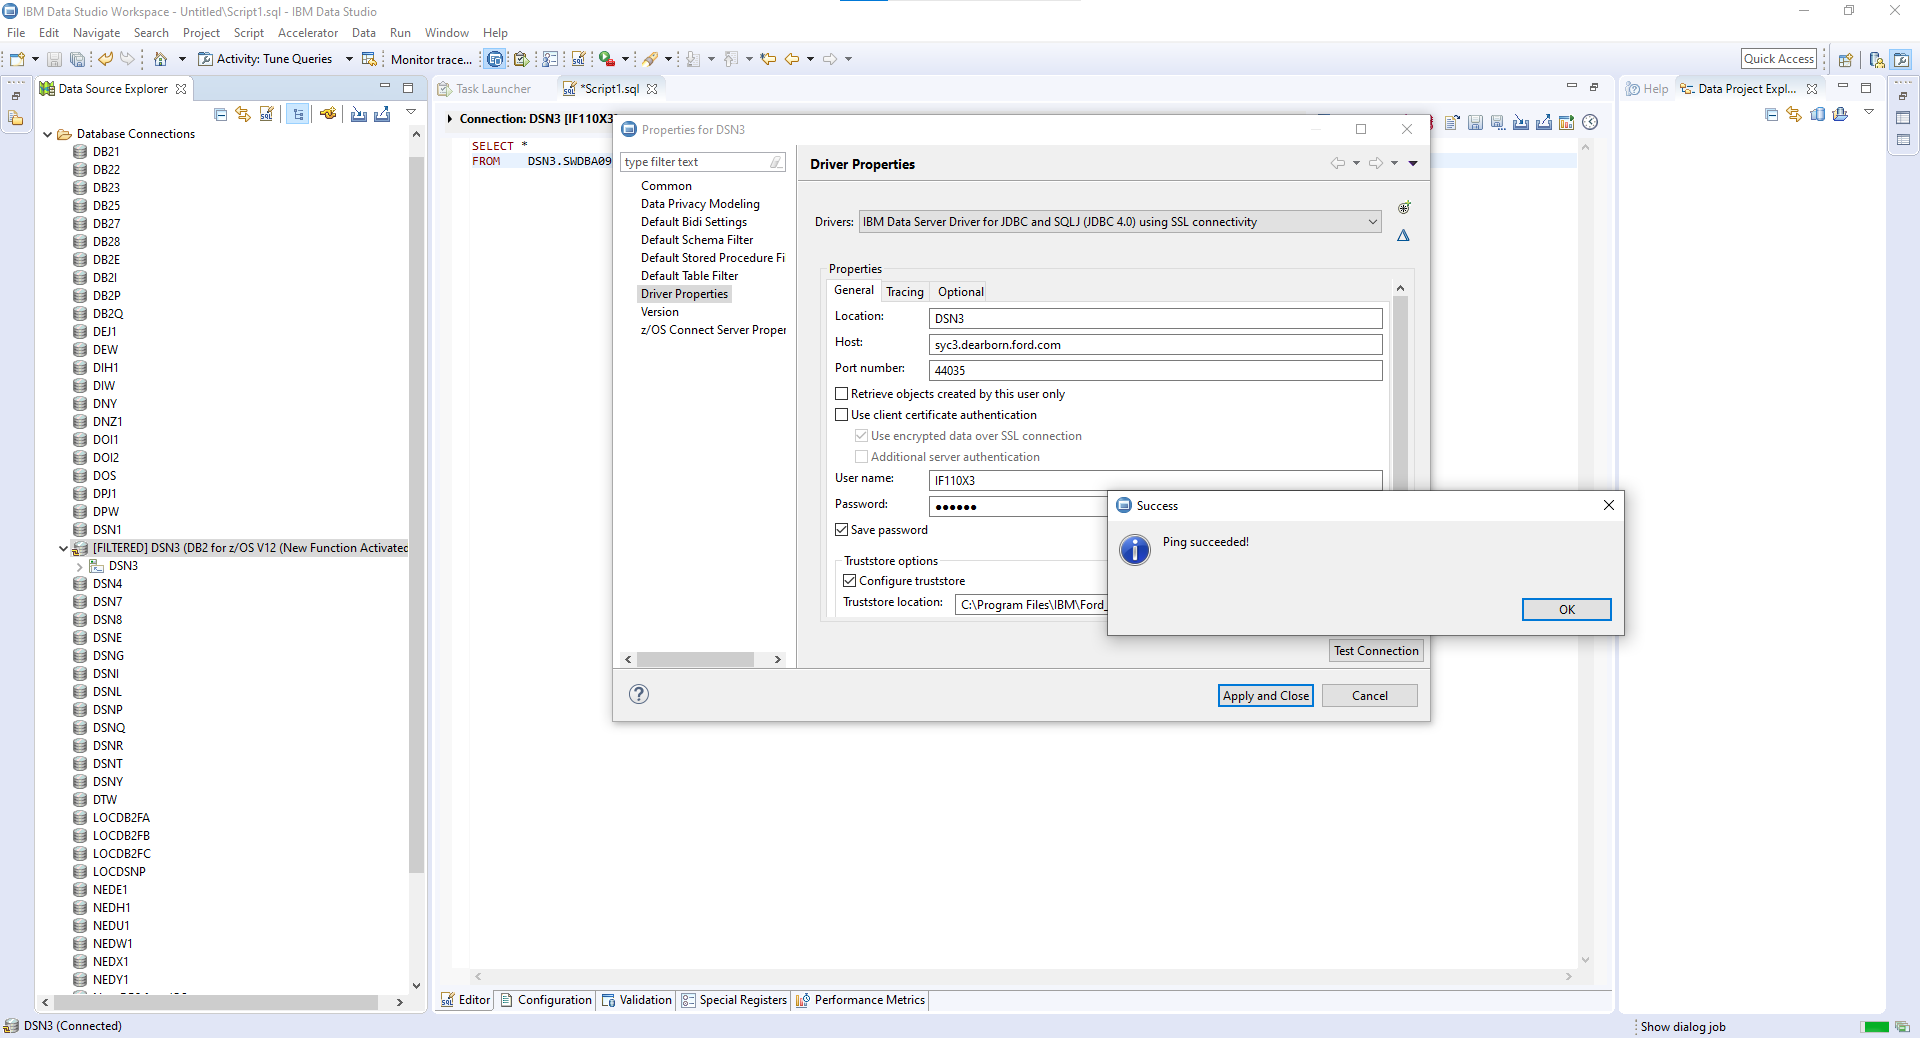 IBM Data Studio Workspace - Untitled\Script1.sql - IBM Data Studio
File Edit Navigate Search Project Script Accelerator Data Run Window Help
Activity: Tune Queries Monitor trace... Quick Access
Data Source Explorer
Database Connections
DB21
DB22
DB23
DB25
DB27
DB28
DB2E
DB2I
DB2P
DB2Q
DEJ1
DEW
DIH1
DIW
DNY
DNZ1
DOI1
DOI2
DOS
DPJ1
DPW
DSN1
[FILTERED] DSN3 (DB2 for z/OS V12 (New Function Activated
DSN3
DSN4
DSN7
DSN8
DSNE
DSNG
DSNI
DSNL
DSNP
DSNQ
DSNR
DSNT
DSNY
DTW
LOCDB2FA
LOCDB2FB
LOCDB2FC
LOCDSNP
NEDE1
NEDH1
NEDU1
NEDW1
NEDX1
NEDY1
DSN3 (Connected)
Task Launcher *Script1.sql
Connection: DSN3 [IF110X3
SELECT *
FROM DSN3.SWDBA09
Properties for DSN3
type filter text
Common
Data Privacy Modeling
Default Bidi Settings
Default Schema Filter
Default Stored Procedure Fi
Default Table Filter
Driver Properties
Version
z/OS Connect Server Proper
Driver Properties
Drivers: IBM Data Server Driver for JDBC and SQLJ (JDBC 4.0) using SSL connectivity
Properties
General Tracing Optional
Location: DSN3
Host: syc3.dearborn.ford.com
Port number: 44035
Retrieve objects created by this user only
Use client certificate authentication
Use encrypted data over SSL connection
Additional server authentication
User name: IF110X3
Password: ●●●●●●
Save password
Truststore options
Configure truststore
Truststore location: C:\Program Files\IBM\Ford_
Test Connection
Apply and Close Cancel
Success
Ping succeeded!
OK
Editor Configuration Validation Special Registers Performance Metrics
Help Data Project Expl...
Show dialog job